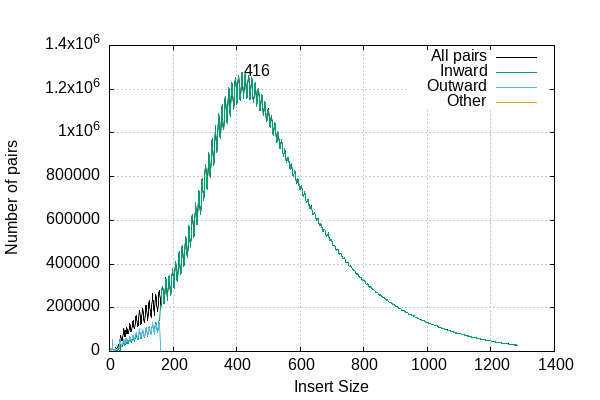 1.4x10^6
1.2x10^6
1x10^6
800000
600000
400000
200000
0
Number of pairs
416
All pairs
Inward
Outward
Other
0 200 400 600 800 1000 1200 1400
Insert Size